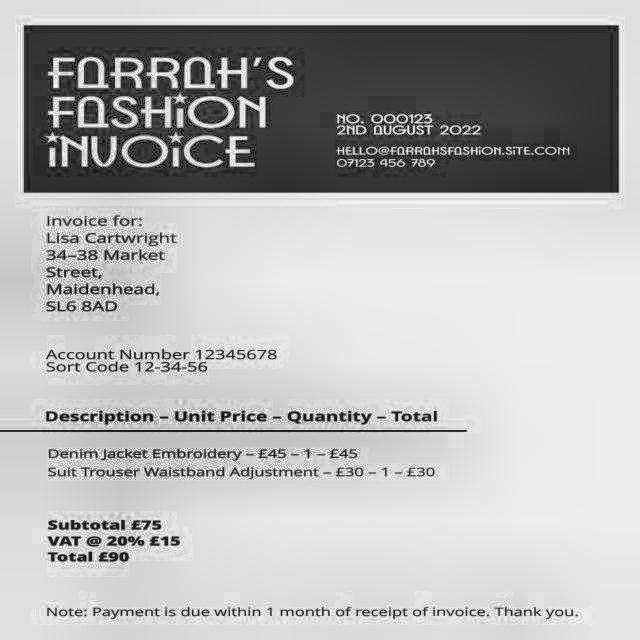 FARRAH'S
FASHION
INVOICE
NO. 000123
2ND AUGUST 2022
HELLO@FARRAHSFASHION.SITE.COM
07123 456 789
Invoice for:
Lisa Cartwright
34–38 Market
Street,
Maidenhead,
SL6 8AD
Account Number 12345678
Sort Code 12-34-56
Description – Unit Price – Quantity – Total
Denim Jacket Embroidery – £45 – 1 – £45
Suit Trouser Waistband Adjustment – £30 – 1 – £30
Subtotal £75
VAT @ 20% £15
Total £90
Note: Payment is due within 1 month of receipt of invoice. Thank you.